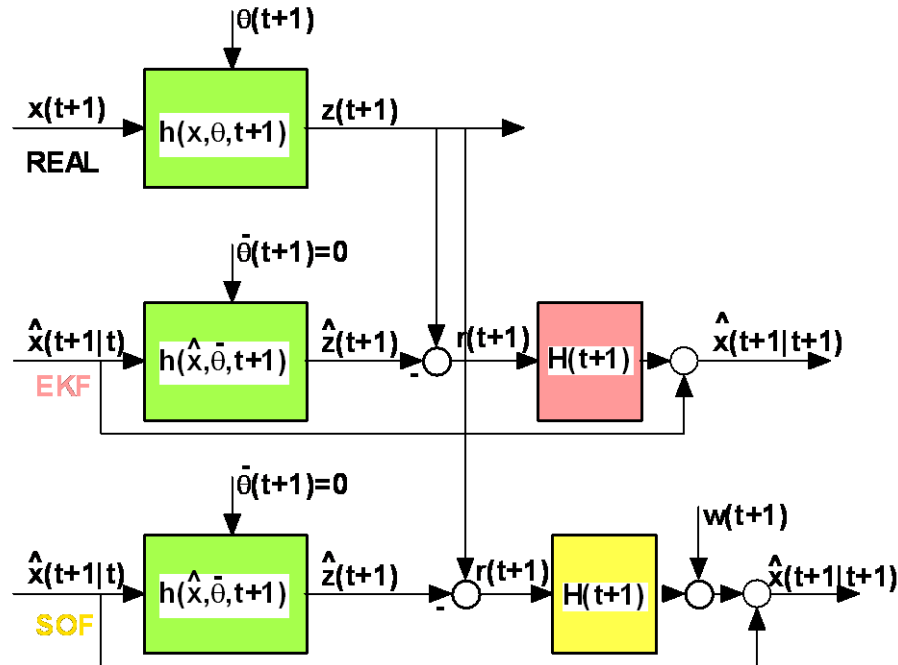 θ(t+1)
x(t+1)
h(x,θ,t+1)
z(t+1)
REAL
θ̄(t+1)=0
x̂(t+1|t)
h(x̂,θ̄,t+1)
ẑ(t+1)
-
r(t+1)
H(t+1)
x̂(t+1|t+1)
EKF
θ̄(t+1)=0
w(t+1)
x̂(t+1|t)
h(x̂,θ̄,t+1)
ẑ(t+1)
-
r(t+1)
H(t+1)
x̂(t+1|t+1)
SOF